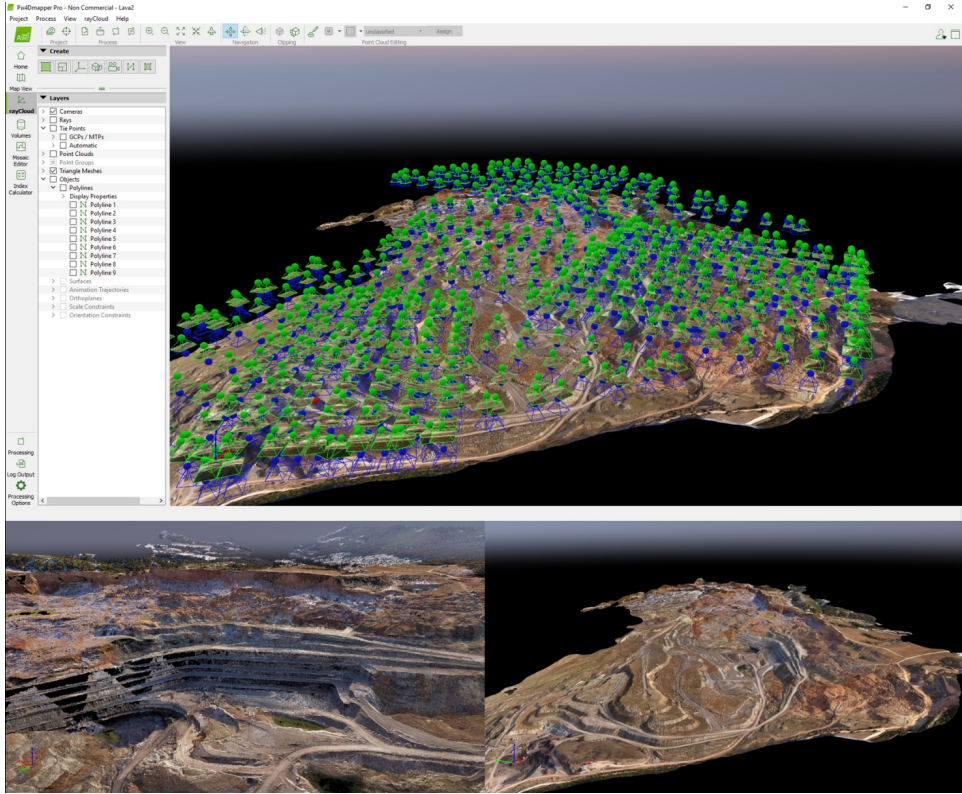 Pix4Dmapper Pro - Non Commercial - Lava2
Project Process View rayCloud Help
Project Process View Navigation Clipping Point Cloud Editing
Unclassified Assign
Home
Map View
rayCloud
Volumes
Mosaic
Editor
Index
Calculator
Processing
Log Output
Processing
Options
Create
Layers
Cameras
Rays
Tie Points
GCPs / MTPs
Automatic
Point Clouds
Point Groups
Triangle Meshes
Objects
Polylines
Display Properties
Polyline 1
Polyline 2
Polyline 3
Polyline 4
Polyline 5
Polyline 6
Polyline 7
Polyline 8
Polyline 9
Surfaces
Animation Trajectories
Orthoplanes
Scale Constraints
Orientation Constraints